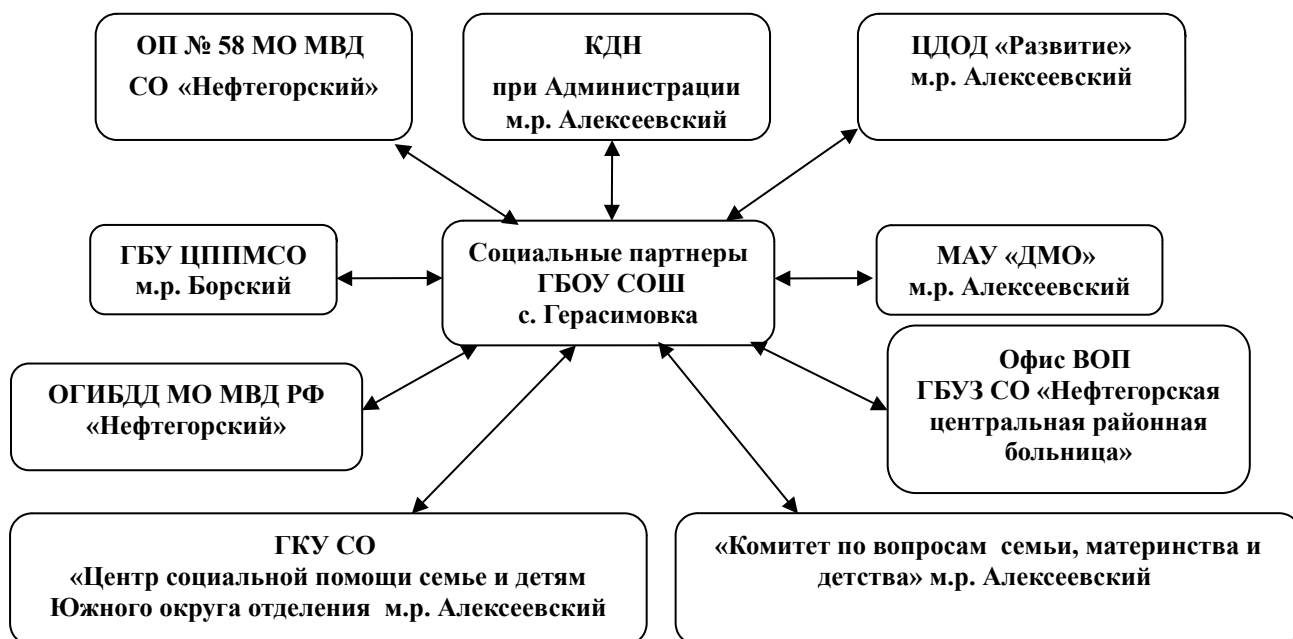 ОП № 58 МО МВД
СО «Нефтегорский»
КДН
при Администрации
м.р. Алексеевский
ЦДОД «Развитие»
м.р. Алексеевский
ГБУ ЦППМСО
м.р. Борский
Социальные партнеры
ГБОУ СОШ
с. Герасимовка
МАУ «ДМО»
м.р. Алексеевский
ОГИБДД МО МВД РФ
«Нефтегорский»
Офис ВОП
ГБУЗ СО «Нефтегорская
центральная районная
больница»
ГКУ СО
«Центр социальной помощи семье и детям
Южного округа отделения м.р. Алексеевский
«Комитет по вопросам семьи, материнства и
детства» м.р. Алексеевский